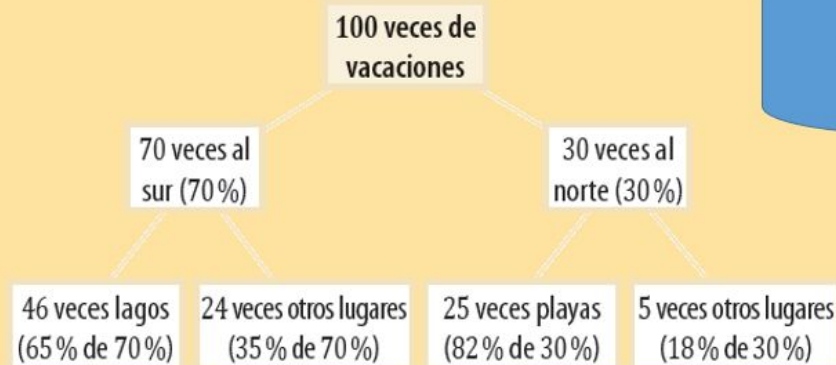 100 veces de
vacaciones
70 veces al
sur (70%)
30 veces al
norte (30%)
46 veces lagos
(65% de 70%)
24 veces otros lugares
(35% de 70%)
25 veces playas
(82% de 30%)
5 veces otros lugares
(18% de 30%)